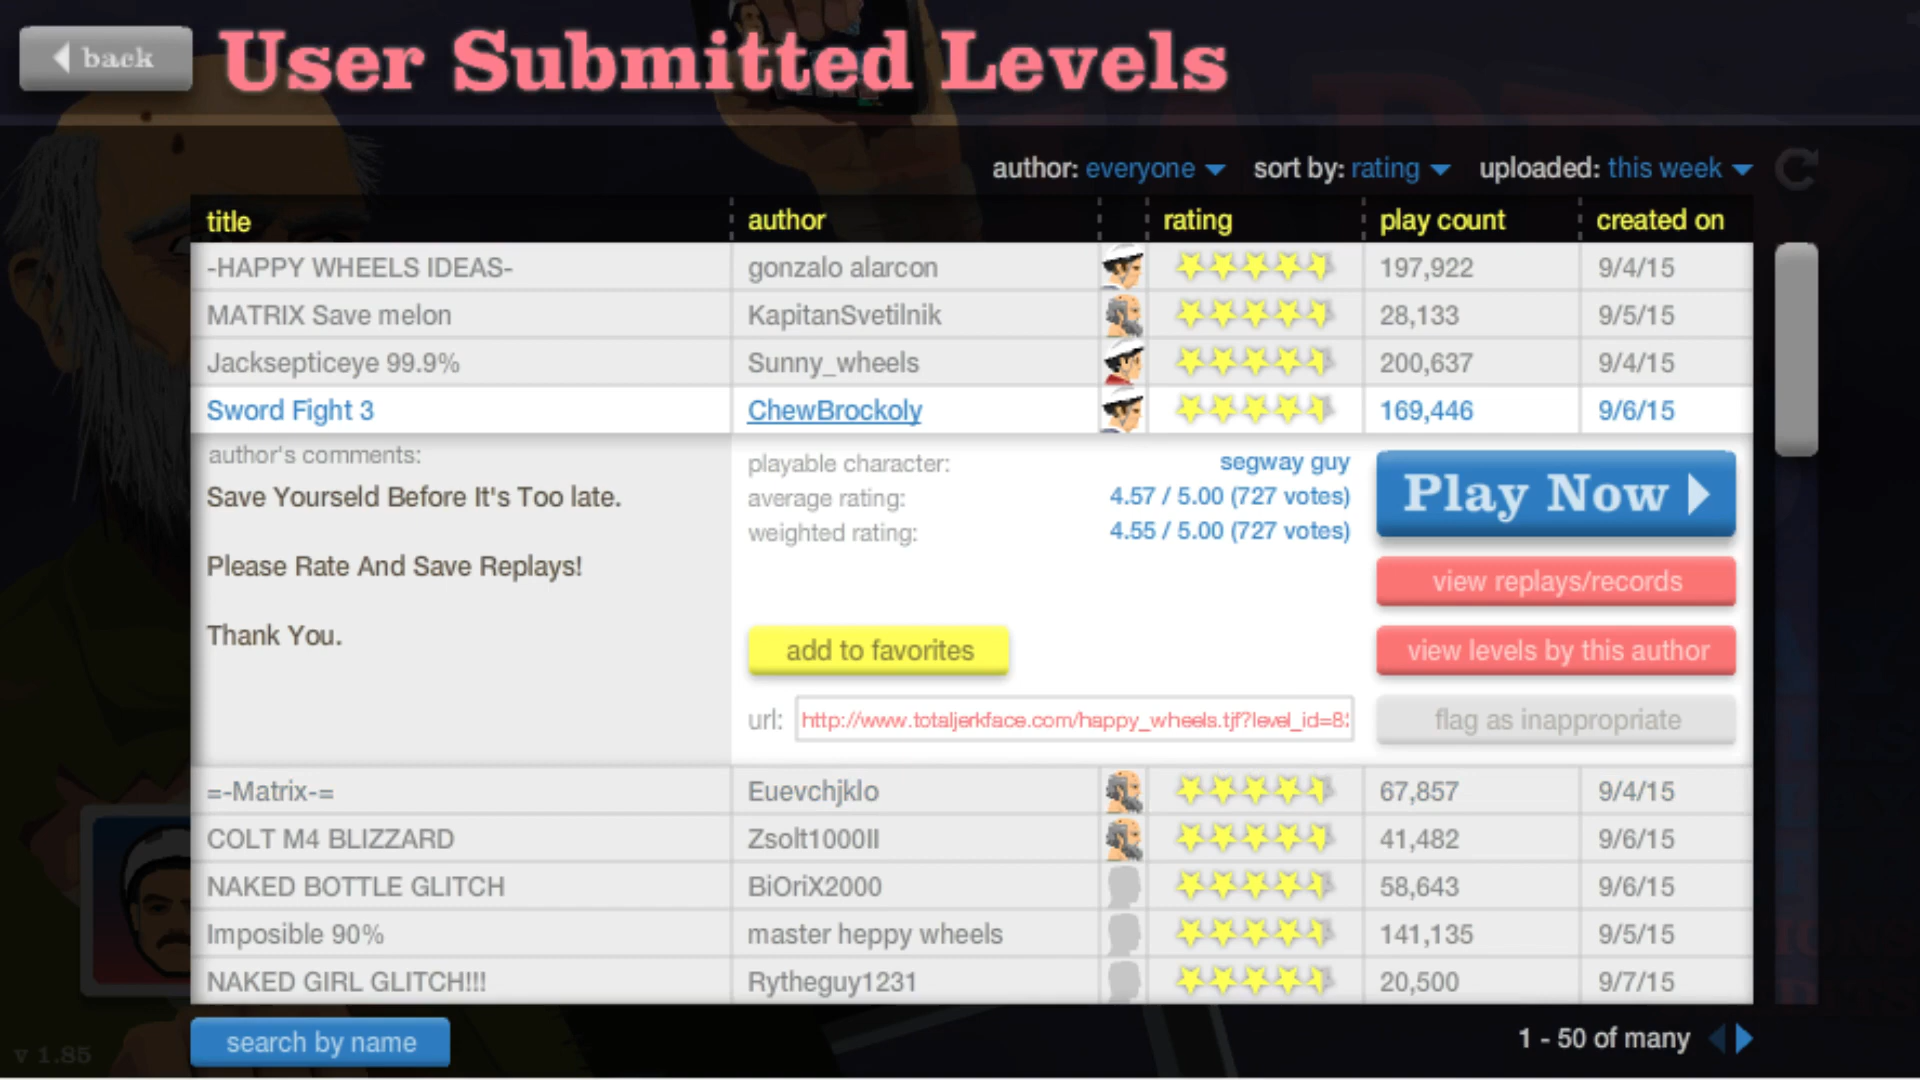 back
User Submitted Levels
author: everyone sort by: rating uploaded: this week
title author rating play count created on
-HAPPY WHEELS IDEAS- gonzalo alarcon 197,922 9/4/15
MATRIX Save melon KapitanSvetilnik 28,133 9/5/15
Jacksepticeye 99.9% Sunny_wheels 200,637 9/4/15
Sword Fight 3 ChewBrockoly 169,446 9/6/15
author's comments:
Save Yourseld Before It's Too late.
Please Rate And Save Replays!
Thank You.
playable character: segway guy
average rating: 4.57 / 5.00 (727 votes)
weighted rating: 4.55 / 5.00 (727 votes)
add to favorites
url: http://www.totaljerkface.com/happy_wheels.tjf?level_id=8
Play Now
view replays/records
view levels by this author
flag as inappropriate
=-Matrix-= Euevchjklo 67,857 9/4/15
COLT M4 BLIZZARD Zsolt1000II 41,482 9/6/15
NAKED BOTTLE GLITCH BiOriX2000 58,643 9/6/15
Imposible 90% master heppy wheels 141,135 9/5/15
NAKED GIRL GLITCH!!! Rytheguy1231 20,500 9/7/15
search by name
1 - 50 of many
v 1.85